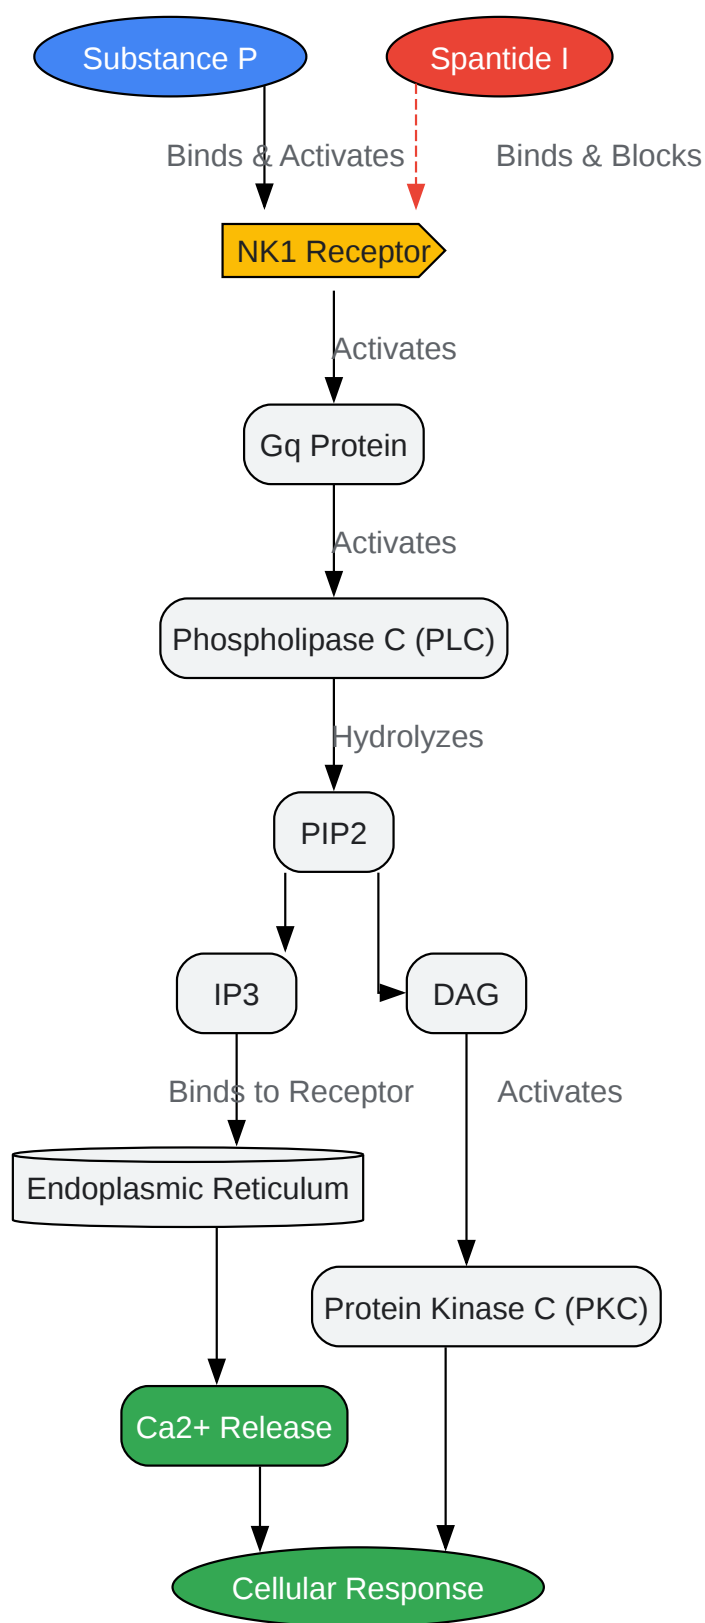 Substance P
Spantide I
Binds & Activates
Binds & Blocks
NK1 Receptor
Activates
Gq Protein
Activates
Phospholipase C (PLC)
Hydrolyzes
PIP2
IP3
DAG
Binds to Receptor
Activates
Endoplasmic Reticulum
Protein Kinase C (PKC)
Ca2+ Release
Cellular Response